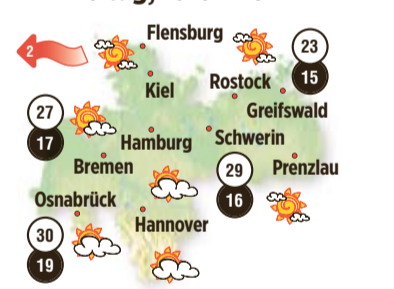 2
Flensburg
23
15
Kiel
Rostock
Greifswald
27
17
Hamburg
Schwerin
Bremen
29
16
Prenzlau
Osnabrück
Hannover
30
19